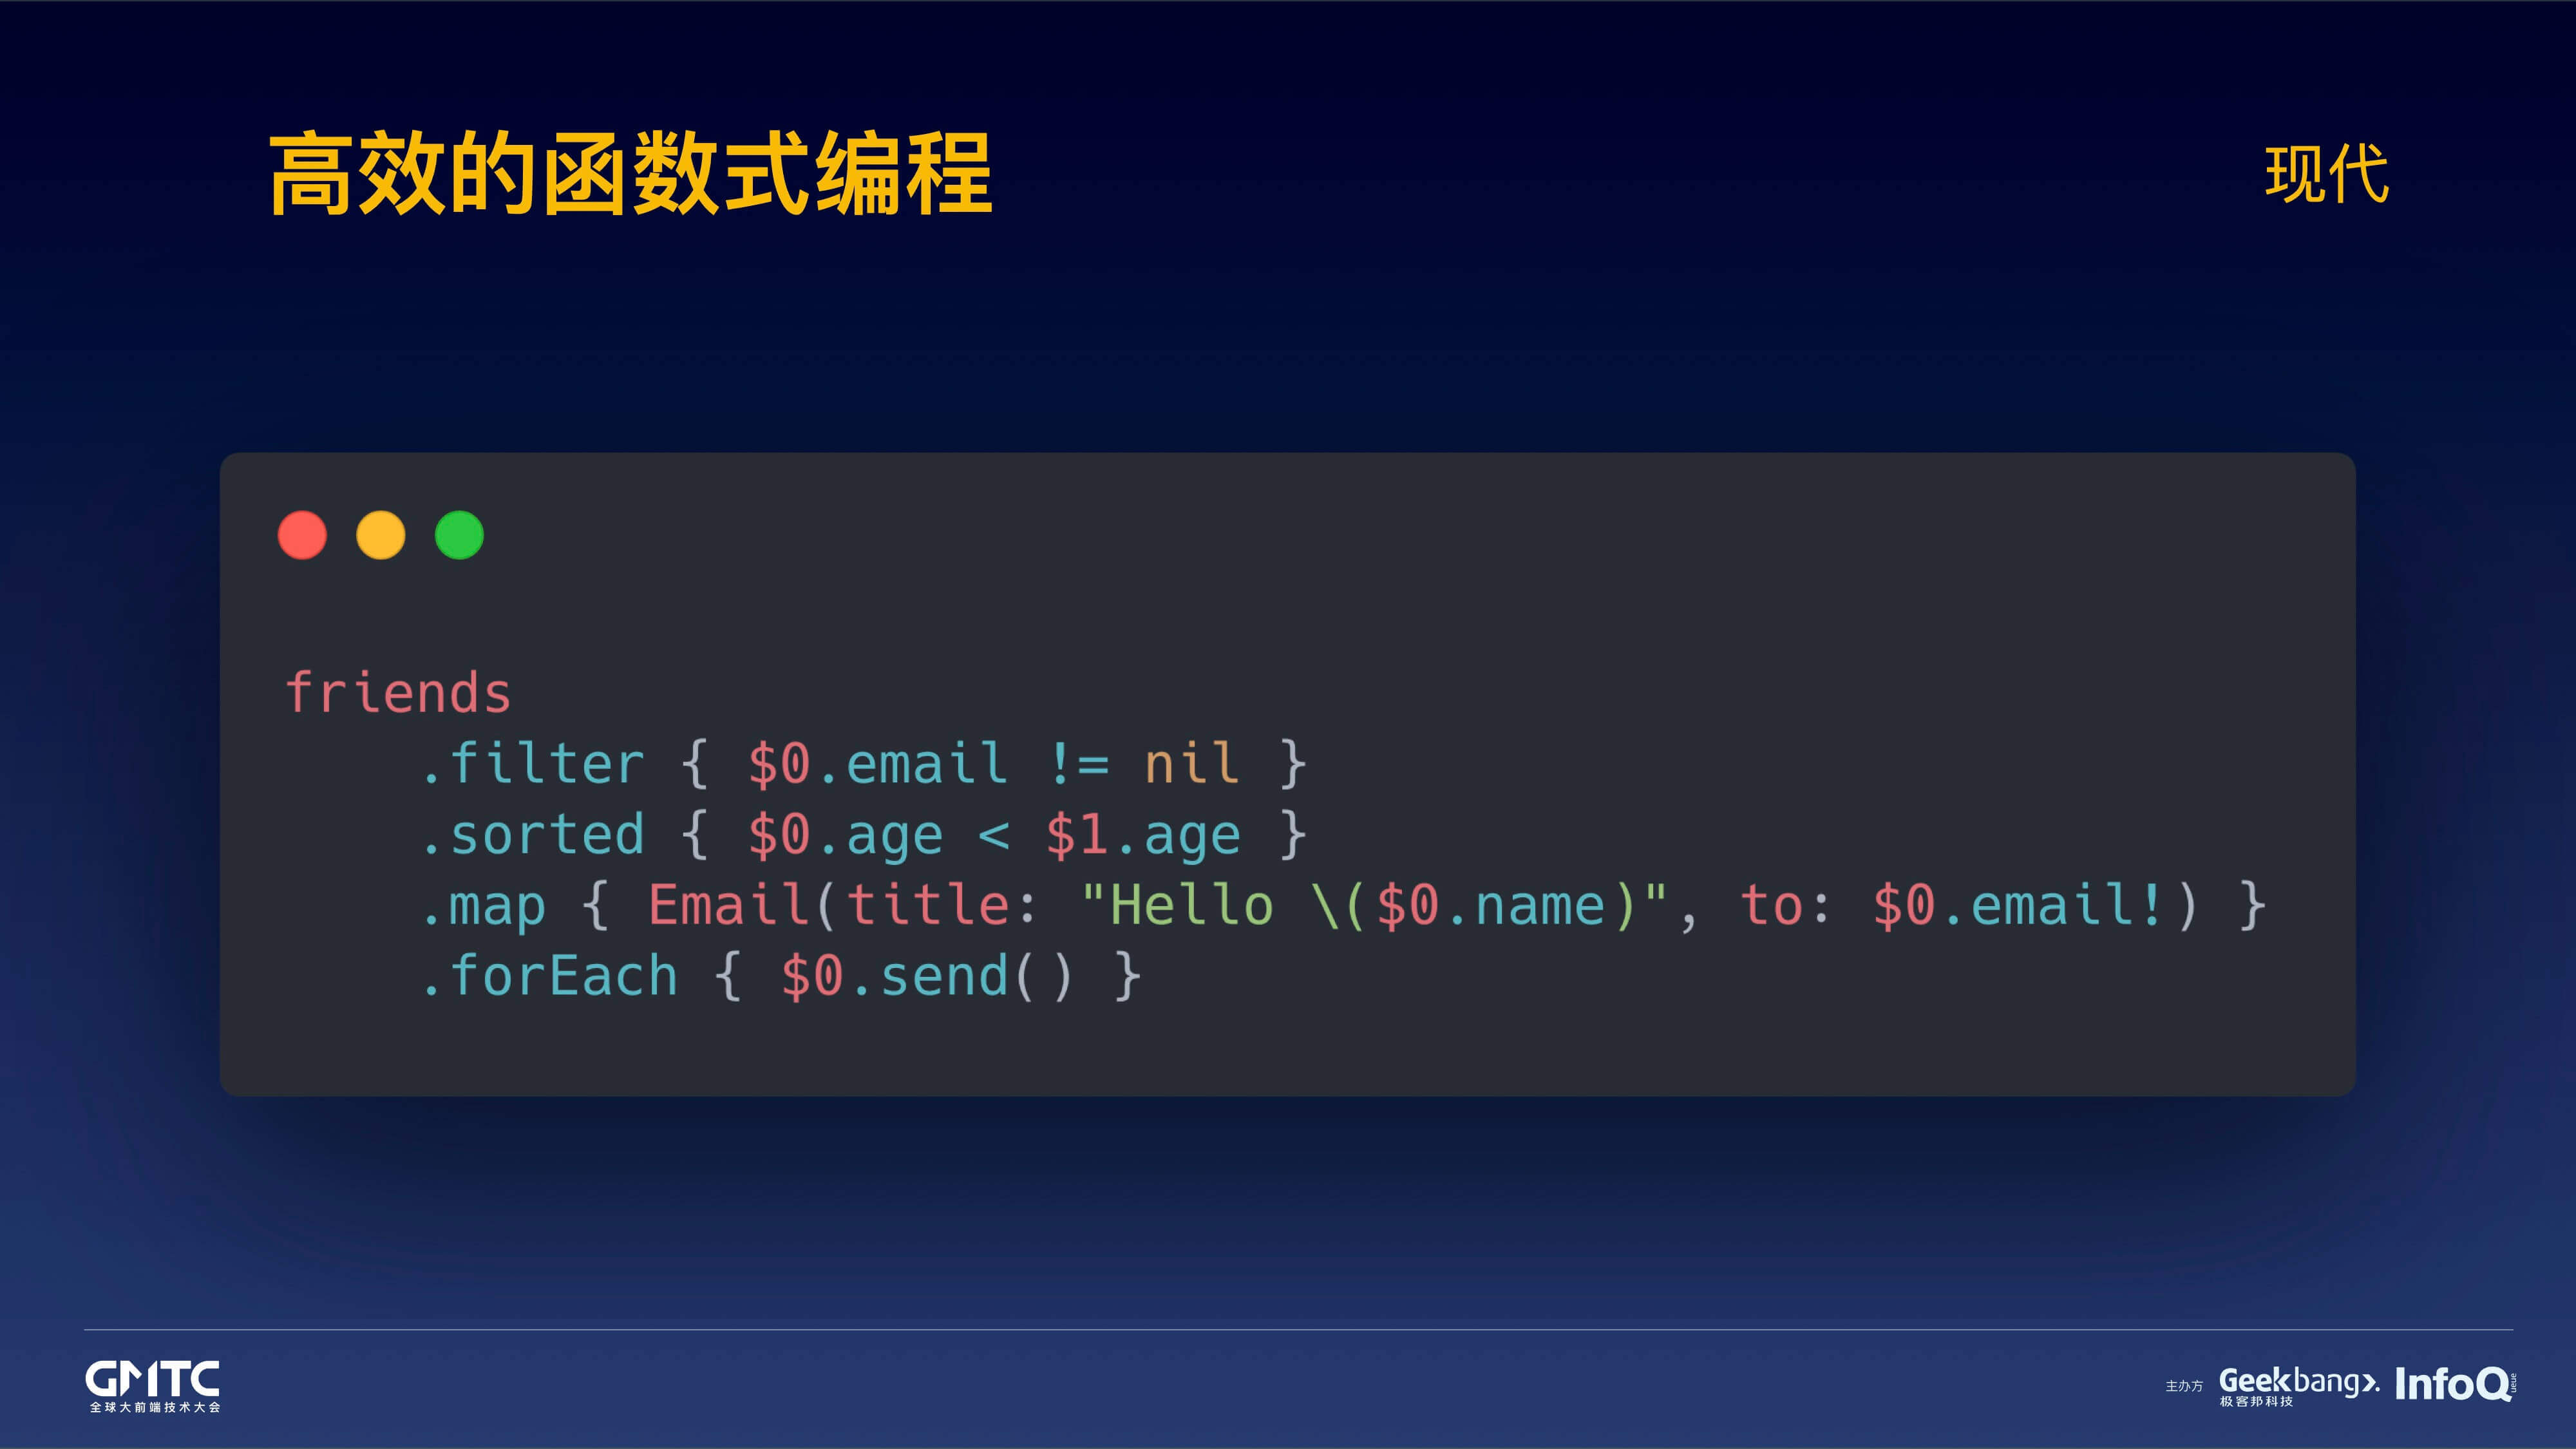 高效的函数式编程
现代
friends
    .filter { $0.email != nil }
    .sorted { $0.age < $1.age }
    .map { Email(title: "Hello \($0.name)", to: $0.email!) }
    .forEach { $0.send() }
GMTC
全球大前端技术大会
主办方
Geekbang>.
极客邦科技
InfoQ
ueue